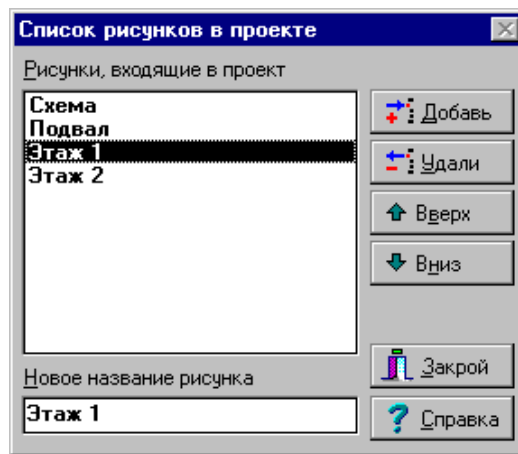 Список рисунков в проекте
Рисунки, входящие в проект
Схема
Подвал
Этаж 1
Этаж 2
Добавь
Удали
Вверх
Вниз
Новое название рисунка
Этаж 1
Закрой
Справка